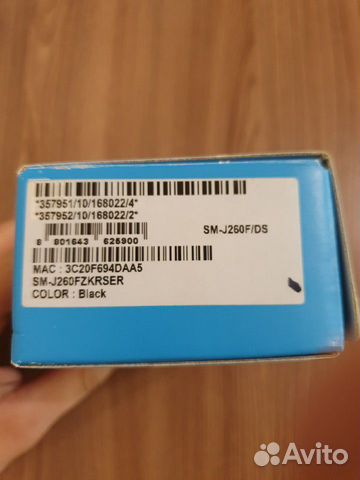 *357951/10/168022/4*
*357952/10/168022/2*
SM-J260F/DS
8 801643 625900
MAC : 3C20F694DAA5
SM-J260FZKRSER
COLOR : Black
Avito